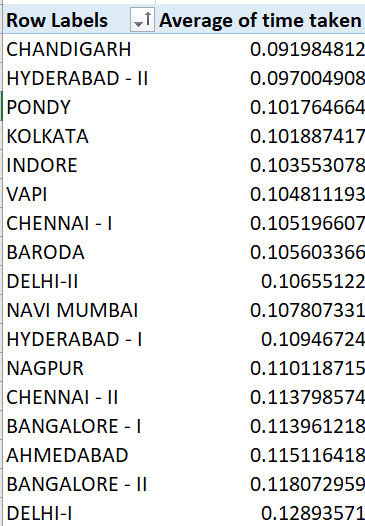 Row Labels Average of time taken
CHANDIGARH 0.091984812
HYDERABAD - II 0.097004908
PONDY 0.101764664
KOLKATA 0.101887417
INDORE 0.103553078
VAPI 0.104811193
CHENNAI - I 0.105196607
BARODA 0.105603366
DELHI-II 0.10655122
NAVI MUMBAI 0.107807331
HYDERABAD - I 0.10946724
NAGPUR 0.110118715
CHENNAI - II 0.113798574
BANGALORE - I 0.113961218
AHMEDABAD 0.115116418
BANGALORE - II 0.118072959
DELHI-I 0.12893571